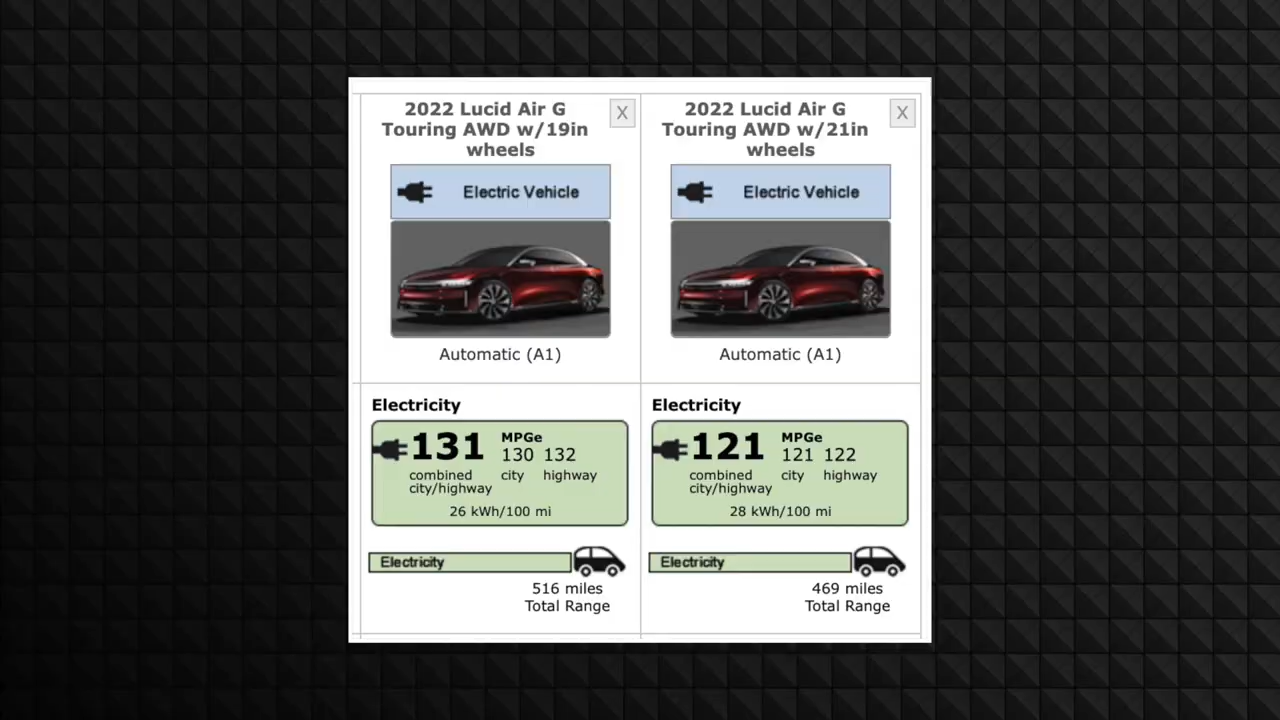 2022 Lucid Air G
Touring AWD w/19in
wheels
X
Electric Vehicle
Automatic (A1)
Electricity
131
MPGe
130 132
combined
city/highway
city
highway
26 kWh/100 mi
Electricity
516 miles
Total Range
2022 Lucid Air G
Touring AWD w/21in
wheels
X
Electric Vehicle
Automatic (A1)
Electricity
121
MPGe
121 122
combined
city/highway
city
highway
28 kWh/100 mi
Electricity
469 miles
Total Range